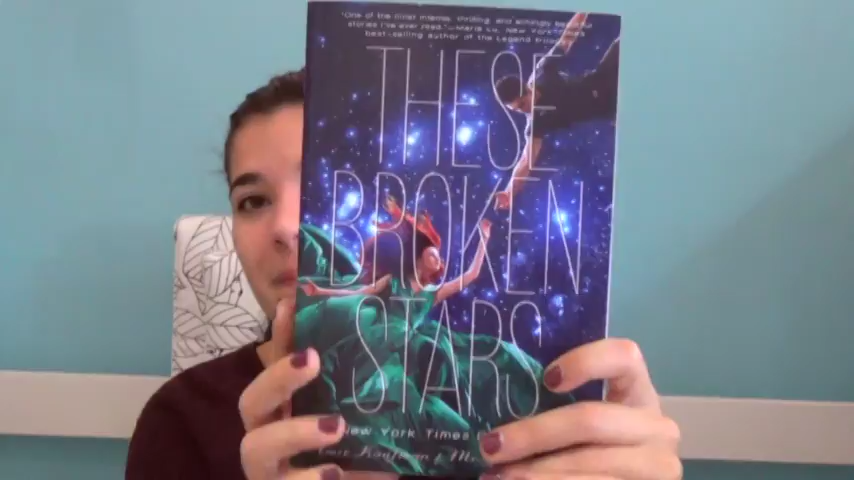 "One of the most intense, thrilling and achingly beautiful
stories I've ever read."—Marie Lu, New York Times
best-selling author of the Legend trilogy
THESE
BROKEN
STARS
New York Times
Kaufman & M